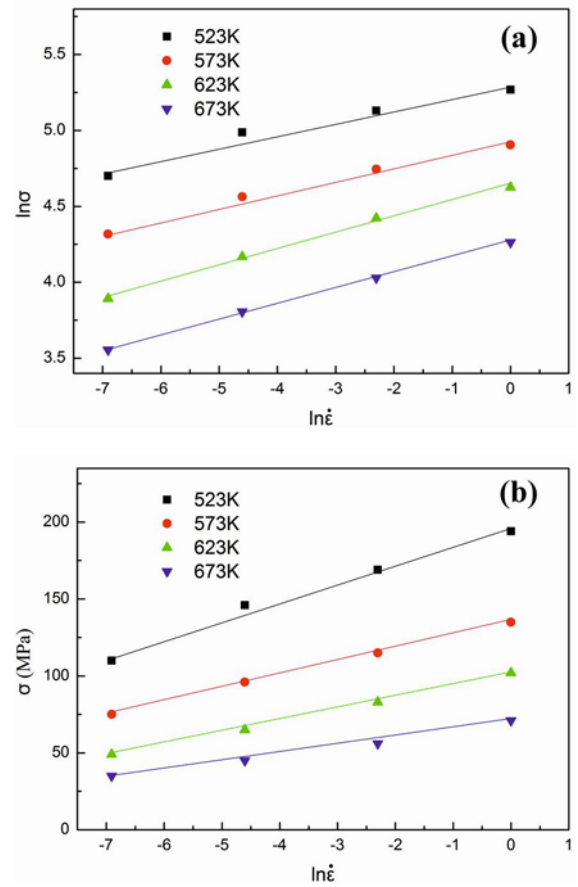 (a)
523K
573K
623K
673K
5.5
5.0
4.5
4.0
3.5
lnσ
-7 -6 -5 -4 -3 -2 -1 0 1
lnε̇
(b)
523K
573K
623K
673K
200
150
100
50
0
σ (MPa)
-7 -6 -5 -4 -3 -2 -1 0 1
lnε̇